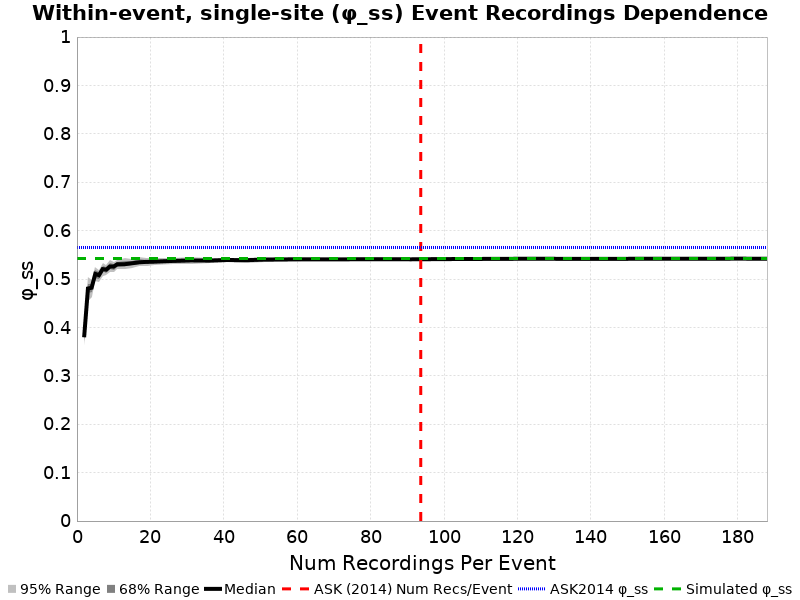 Within-event, single-site (φ_ss) Event Recordings Dependence
1
0.9
0.8
0.7
0.6
0.5
0.4
0.3
0.2
0.1
0
φ_ss
0 20 40 60 80 100 120 140 160 180
Num Recordings Per Event
95% Range 68% Range Median ASK (2014) Num Recs/Event ASK2014 φ_ss Simulated φ_ss